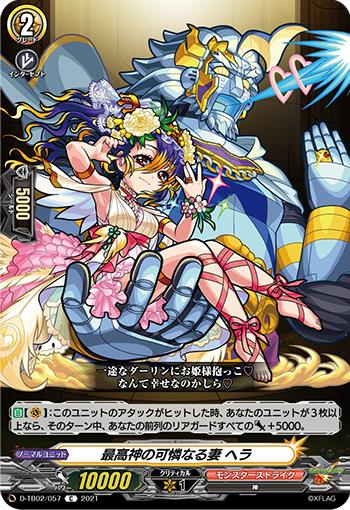 2
グレード
インターセプト
5000
シールド
一途なダーリンにお姫様抱っこ♡
なんて幸せなのかしら♡
【自】:このユニットのアタックがヒットした時、あなたのユニットが3枚以
上なら、そのターン中、あなたの前列のリアガードすべての+5000。
ノーマルユニット
最高神の可憐なる妻 ヘラ
パワー
10000
クリティカル
1
モンスターストライク
神
D-TB02/057 C 2021
©XFLAG